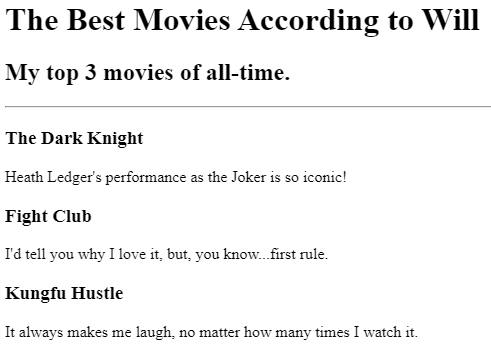 The Best Movies According to Will
My top 3 movies of all-time.
The Dark Knight
Heath Ledger's performance as the Joker is so iconic!
Fight Club
I'd tell you why I love it, but, you know...first rule.
Kungfu Hustle
It always makes me laugh, no matter how many times I watch it.